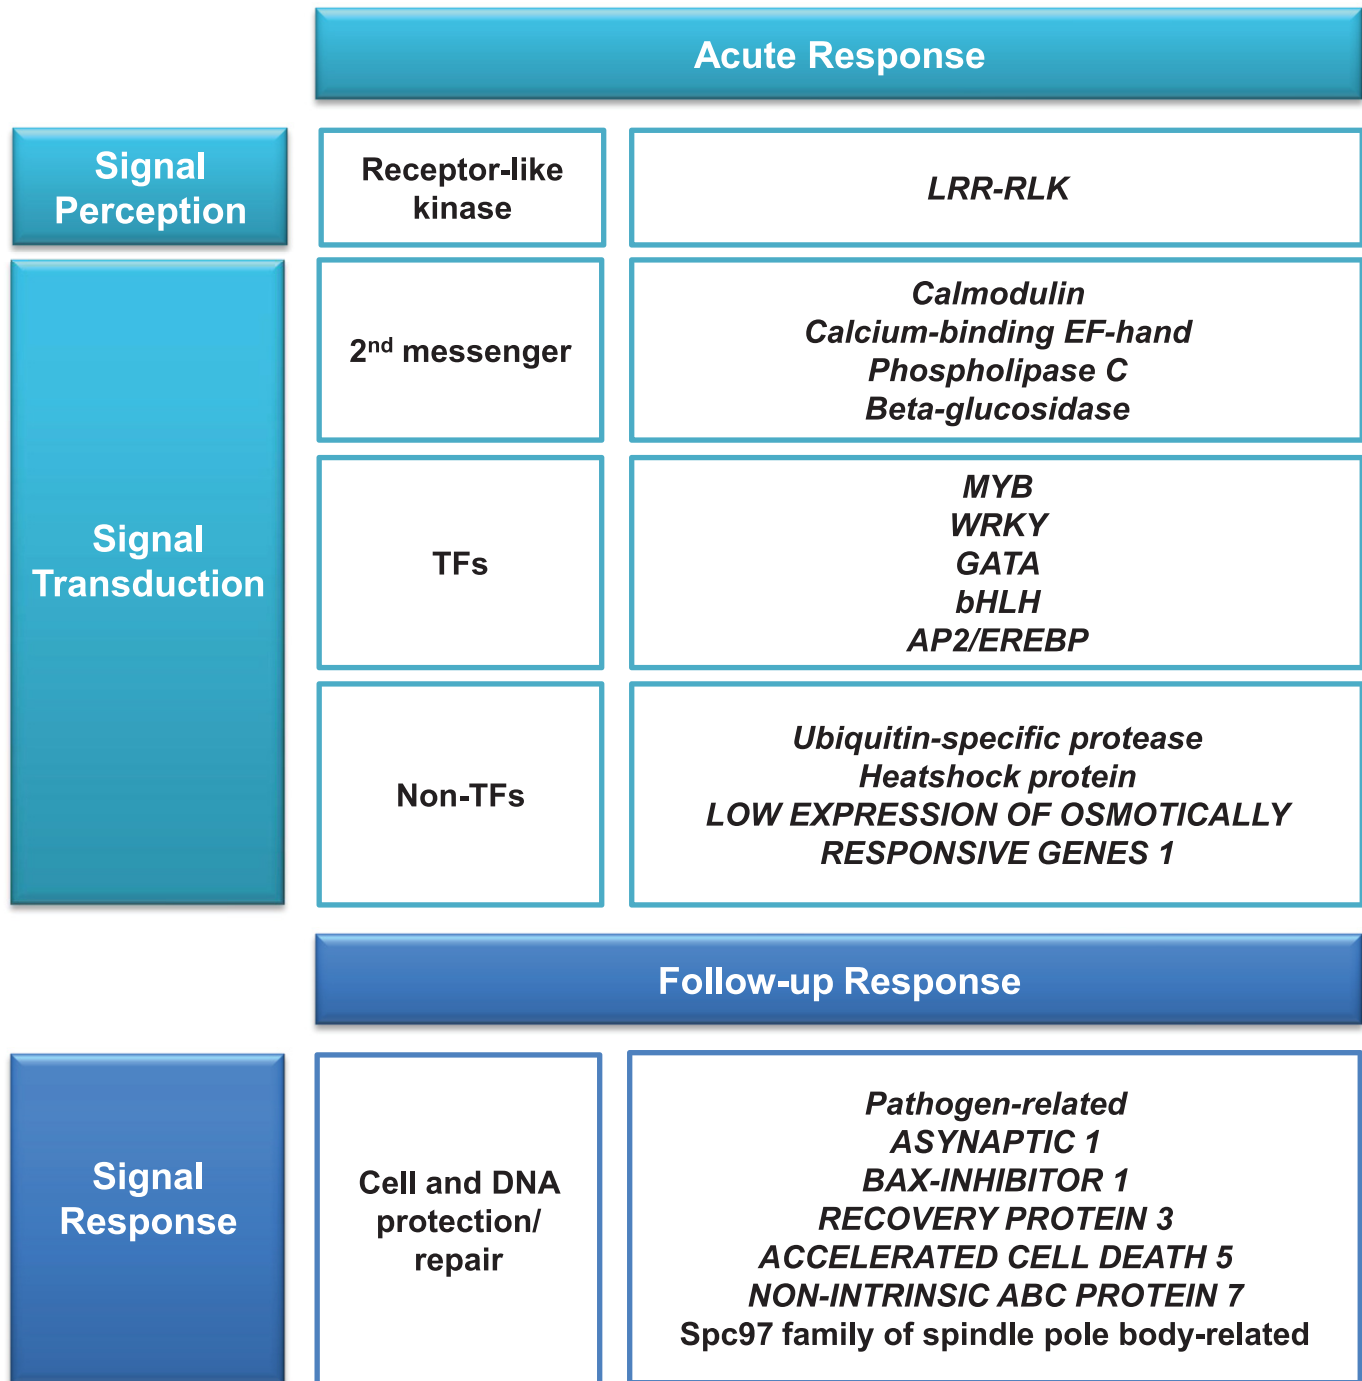 Acute Response
Signal
Perception
Receptor-like
kinase
LRR-RLK
Signal
Transduction
2nd messenger
Calmodulin
Calcium-binding EF-hand
Phospholipase C
Beta-glucosidase
TFs
MYB
WRKY
GATA
bHLH
AP2/EREBP
Non-TFs
Ubiquitin-specific protease
Heatshock protein
LOW EXPRESSION OF OSMOTICALLY
RESPONSIVE GENES 1
Follow-up Response
Signal
Response
Cell and DNA
protection/
repair
Pathogen-related
ASYNAPTIC 1
BAX-INHIBITOR 1
RECOVERY PROTEIN 3
ACCELERATED CELL DEATH 5
NON-INTRINSIC ABC PROTEIN 7
Spc97 family of spindle pole body-related